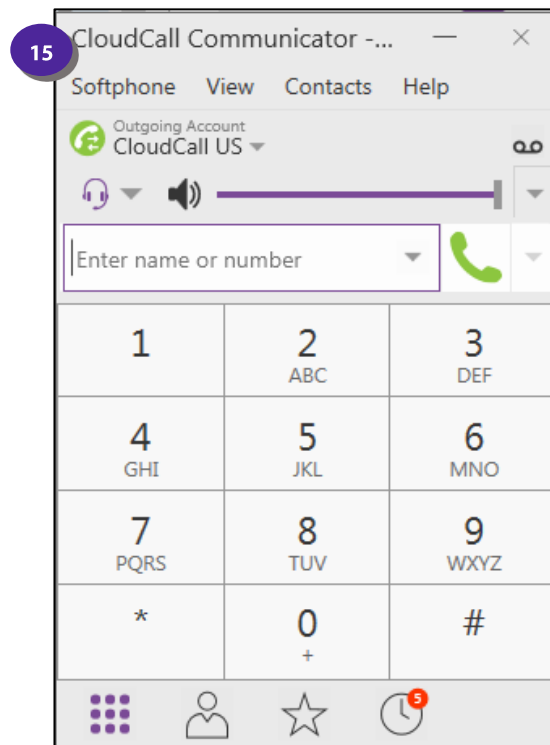 15
CloudCall Communicator -...
Softphone View Contacts Help
Outgoing Account
CloudCall US
Enter name or number
1 2 3
ABC DEF
4 5 6
GHI JKL MNO
7 8 9
PQRS TUV WXYZ
* 0 #
+
5